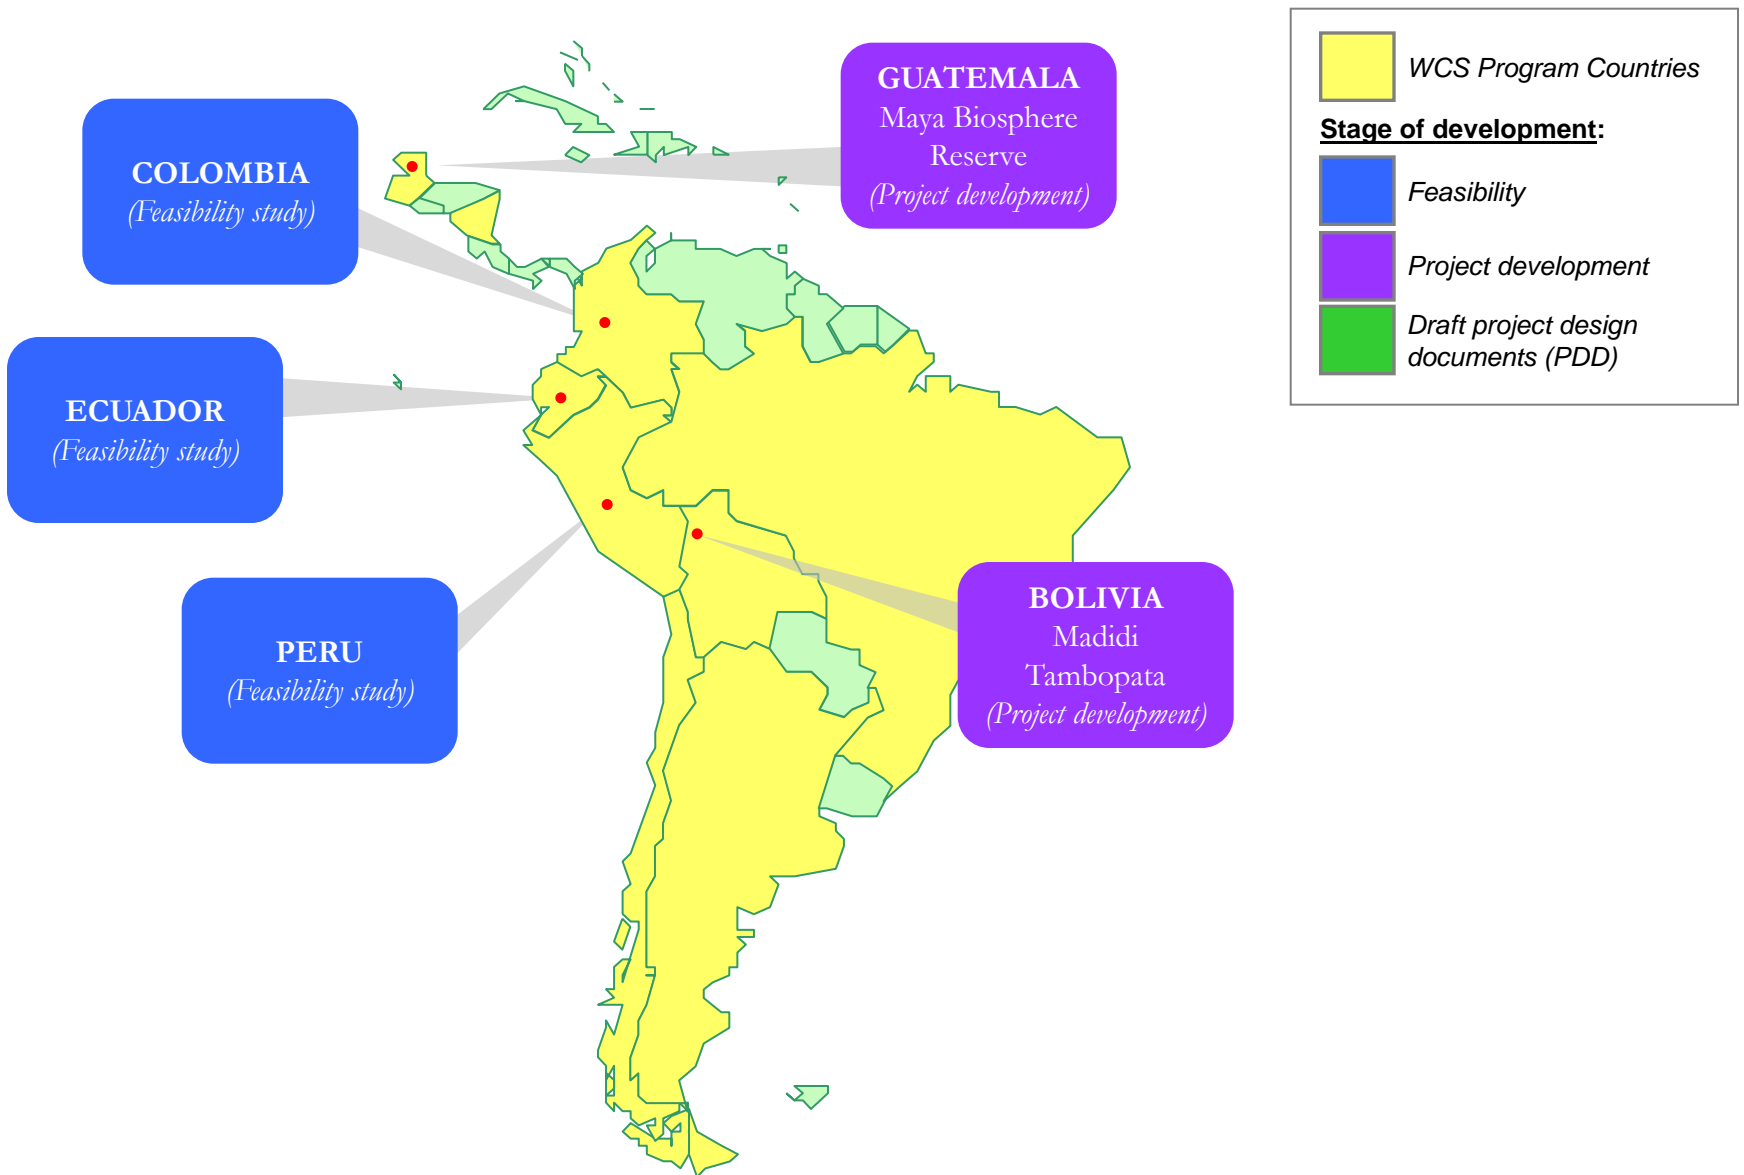 GUATEMALA
Maya Biosphere
Reserve
(Project development)
COLOMBIA
(Feasibility study)
ECUADOR
(Feasibility study)
PERU
(Feasibility study)
BOLIVIA
Madidi
Tambopata
(Project development)
WCS Program Countries
Stage of development:
Feasibility
Project development
Draft project design
documents (PDD)